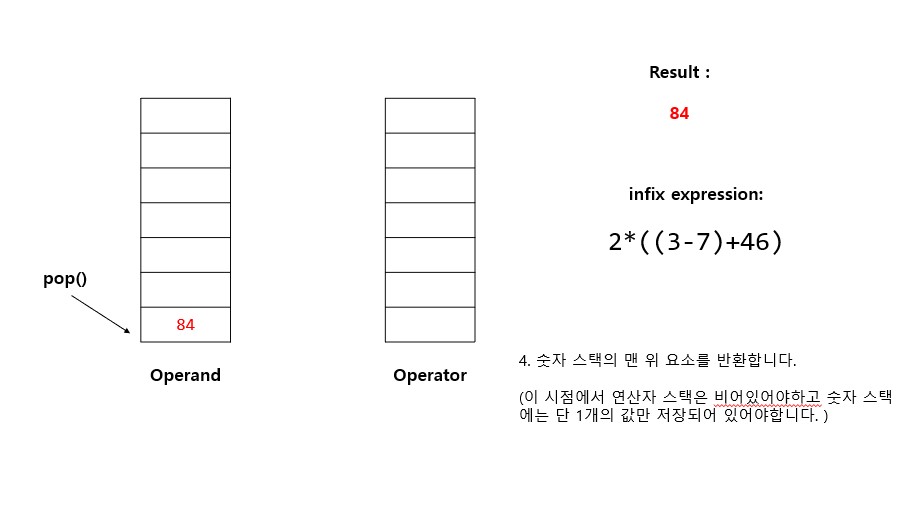 Result :
84
infix expression:
2*((3-7)+46)
pop()
84
Operand
Operator
4. 숫자 스택의 맨 위 요소를 반환합니다.
(이 시점에서 연산자 스택은 비어있어야하고 숫자 스택
에는 단 1개의 값만 저장되어 있어야합니다. )